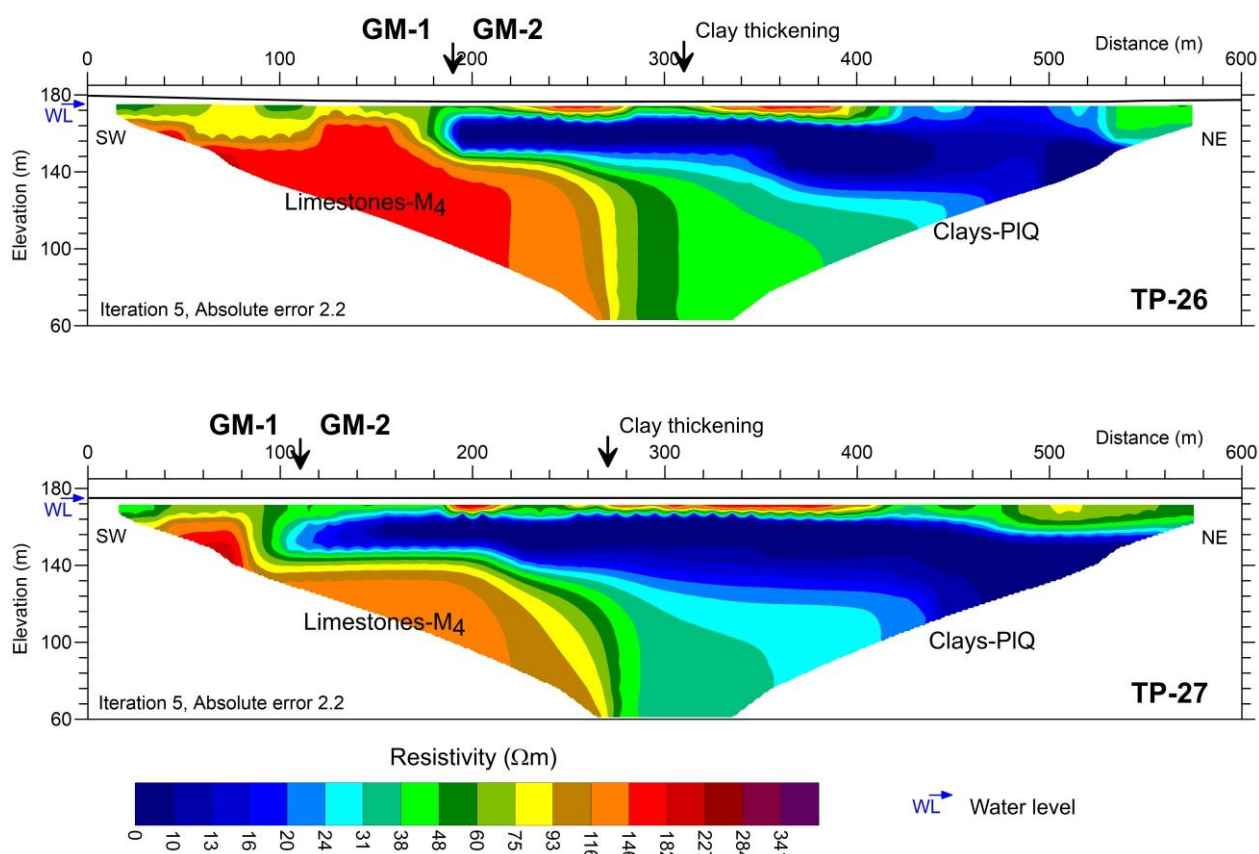 GM-1 GM-2 Clay thickening
0 100 200 300 400 500 Distance (m) 600
180
WL
SW
NE
140
Elevation (m)
Limestones-M4
100
Clays-PlQ
Iteration 5, Absolute error 2.2
TP-26
60
GM-1 GM-2 Clay thickening
0 100 200 300 400 500 Distance (m) 600
180
WL
SW
NE
140
Elevation (m)
Limestones-M4
100
Clays-PlQ
Iteration 5, Absolute error 2.2
TP-27
60
Resistivity (Ωm)
WL Water level
0 10 13 16 20 24 31 38 48 60 75 93 116 182 284